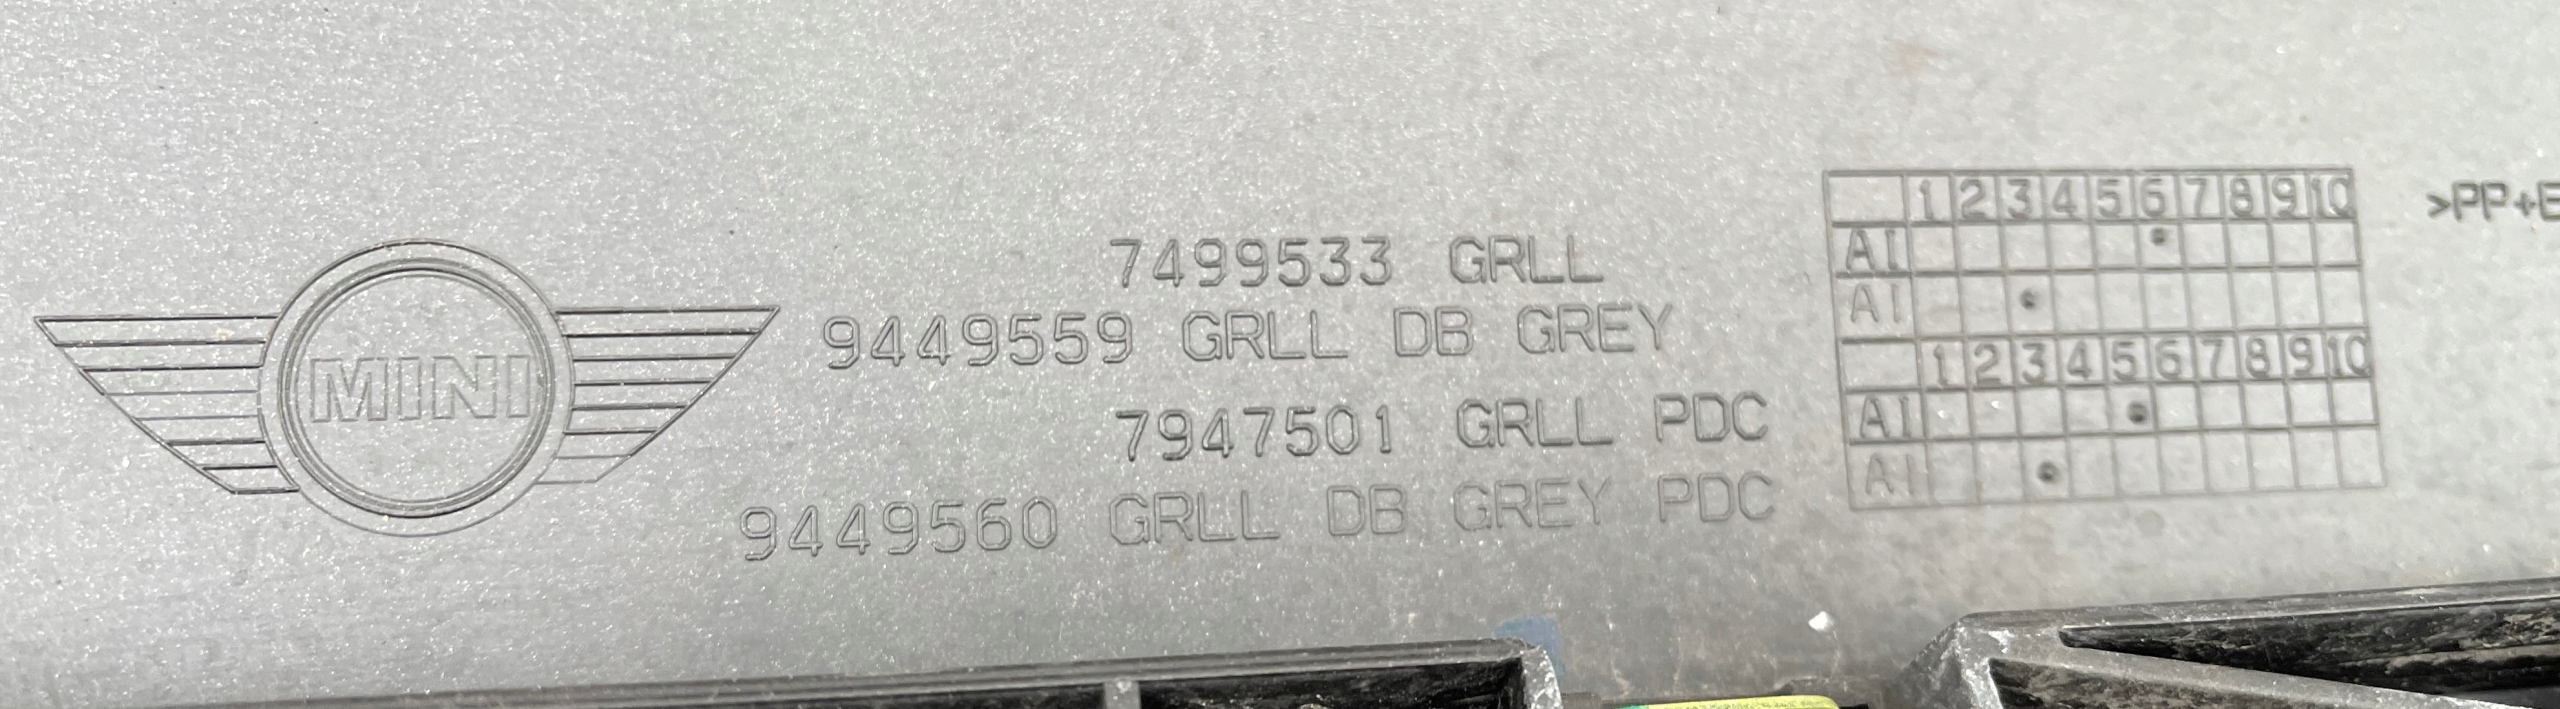 MINI
7499533 GRLL
9449559 GRLL DB GREY
7947501 GRLL PDC
9449560 GRLL DB GREY PDC
1 2 3 4 5 6 7 8 9 10
AI
AI
1 2 3 4 5 6 7 8 9 10
AI
AI
>PP+E